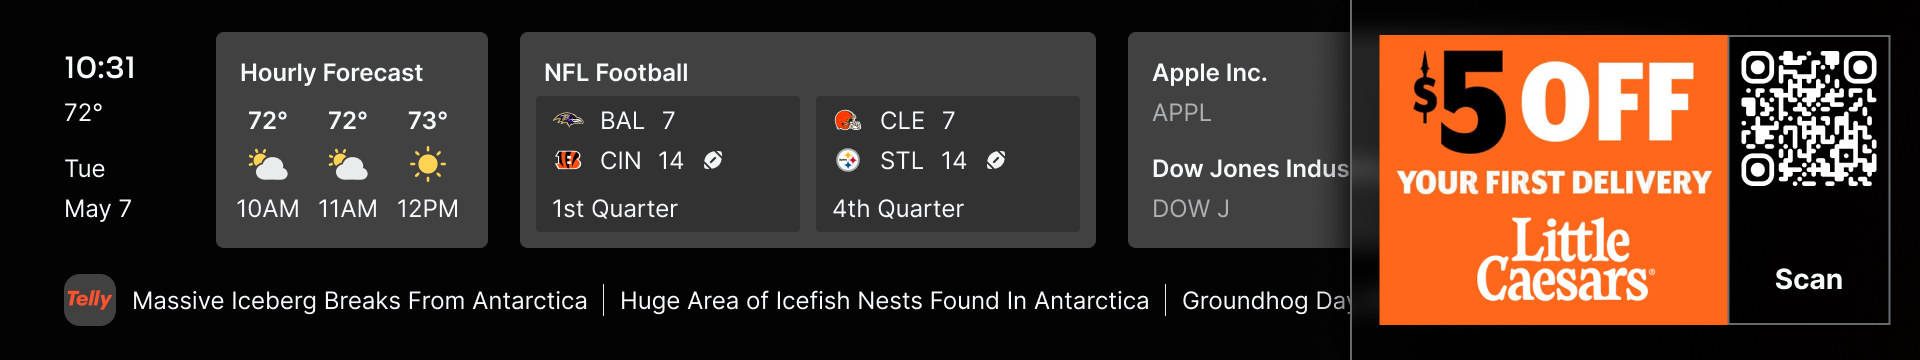 10:31
72°
Tue
May 7
Hourly Forecast
72° 72° 73°
10AM 11AM 12PM
NFL Football
BAL 7
CIN 14
1st Quarter
CLE 7
STL 14
4th Quarter
Apple Inc.
APPL
Dow Jones Indus
DOW J
Telly
Massive Iceberg Breaks From Antarctica
Huge Area of Icefish Nests Found In Antarctica
Groundhog Day
$5 OFF
YOUR FIRST DELIVERY
Little
Caesars®
Scan